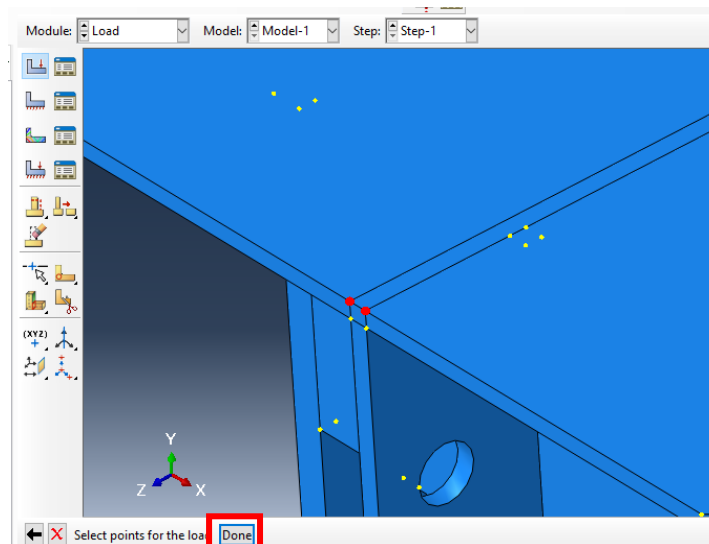 Module: Load Model: Model-1 Step: Step-1
(XYZ)
Y
Z X
Select points for the loa Done